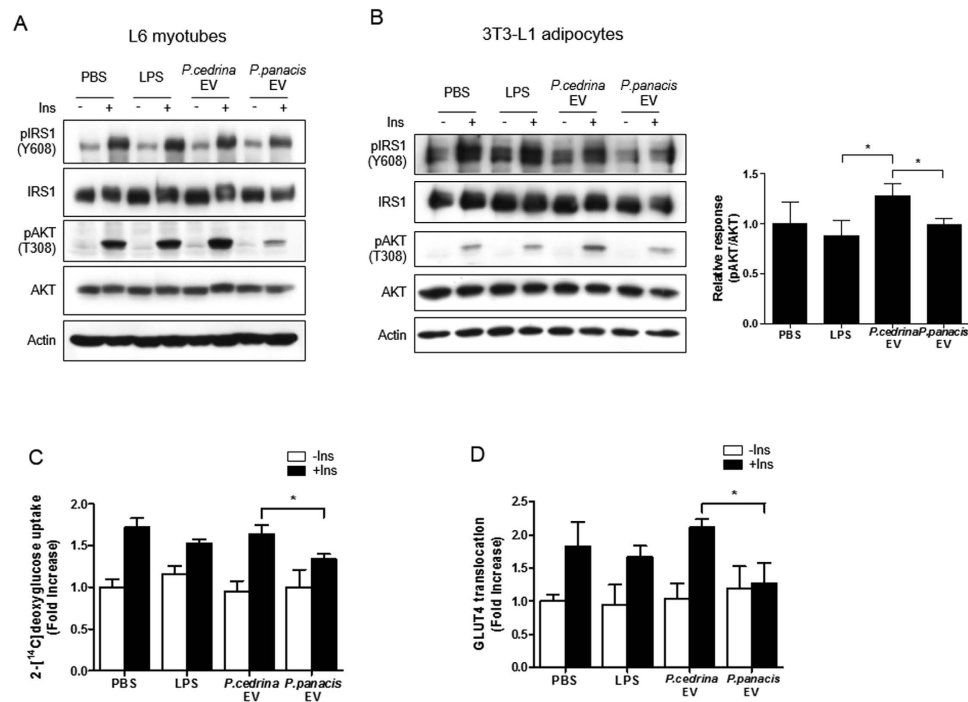 A
L6 myotubes
PBS LPS P.cedrina EV P.panacis EV
Ins - + - + - + - +
pIRS1
(Y608)
IRS1
pAKT
(T308)
AKT
Actin
B
3T3-L1 adipocytes
PBS LPS P.cedrina EV P.panacis EV
Ins - + - + - + - +
pIRS1
(Y608)
IRS1
pAKT
(T308)
AKT
Actin
Relative response
(pAKT/AKT)
1.5
1.0
0.5
0.0
* *
PBS LPS P.cedrina EV P.panacis EV
C
-Ins
+Ins
2-[¹⁴C]deoxyglucose uptake
(Fold Increase)
2.0
1.5
1.0
0.5
0.0
*
PBS LPS P.cedrina EV P.panacis EV
D
-Ins
+Ins
GLUT4 translocation
(Fold Increase)
2.5
2.0
1.5
1.0
0.5
0.0
*
PBS LPS P.cedrina EV P.panacis EV